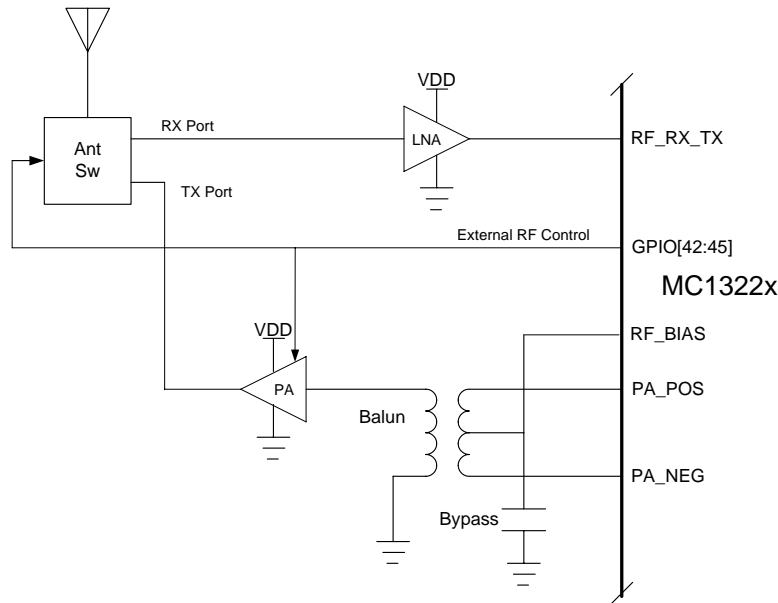 VDD
RX Port
LNA
RF_RX_TX
Ant
Sw
TX Port
External RF Control
GPIO[42:45]
MC1322x
VDD
RF_BIAS
PA
PA_POS
Balun
PA_NEG
Bypass